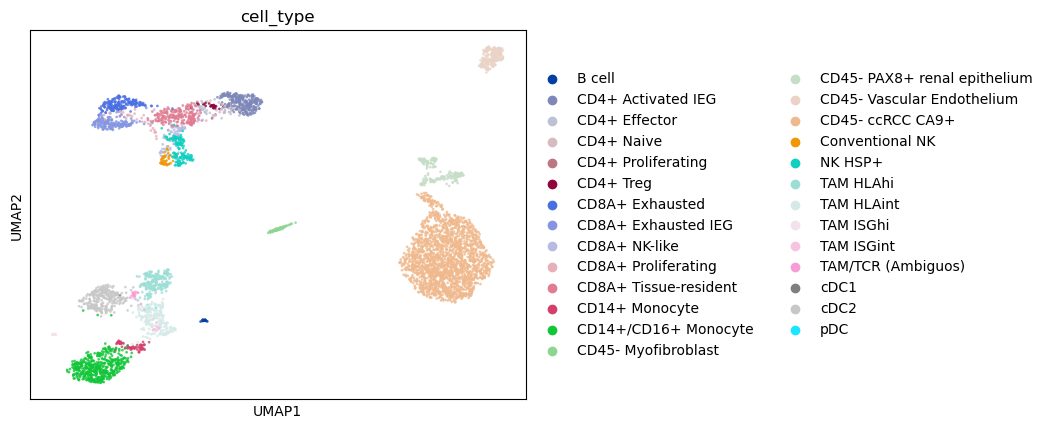 cell_type
UMAP2
UMAP1
B cell
CD4+ Activated IEG
CD4+ Effector
CD4+ Naive
CD4+ Proliferating
CD4+ Treg
CD8A+ Exhausted
CD8A+ Exhausted IEG
CD8A+ NK-like
CD8A+ Proliferating
CD8A+ Tissue-resident
CD14+ Monocyte
CD14+/CD16+ Monocyte
CD45- Myofibroblast
CD45- PAX8+ renal epithelium
CD45- Vascular Endothelium
CD45- ccRCC CA9+
Conventional NK
NK HSP+
TAM HLAhi
TAM HLAint
TAM ISGhi
TAM ISGint
TAM/TCR (Ambiguos)
cDC1
cDC2
pDC